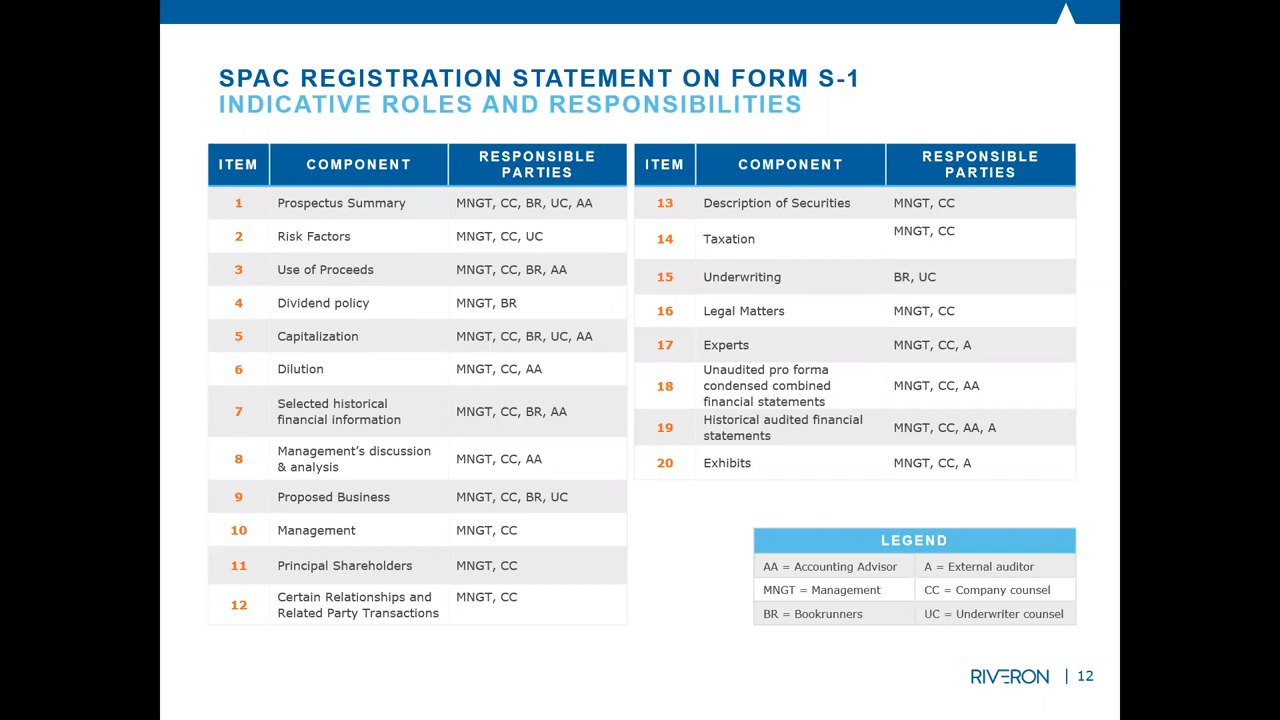 SPAC REGISTRATION STATEMENT ON FORM S-1
INDICATIVE ROLES AND RESPONSIBILITIES
ITEM COMPONENT RESPONSIBLE PARTIES
1 Prospectus Summary MNGT, CC, BR, UC, AA
2 Risk Factors MNGT, CC, UC
3 Use of Proceeds MNGT, CC, BR, AA
4 Dividend policy MNGT, BR
5 Capitalization MNGT, CC, BR, UC, AA
6 Dilution MNGT, CC, AA
7 Selected historical financial information MNGT, CC, BR, AA
8 Management's discussion & analysis MNGT, CC, AA
9 Proposed Business MNGT, CC, BR, UC
10 Management MNGT, CC
11 Principal Shareholders MNGT, CC
12 Certain Relationships and Related Party Transactions MNGT, CC
ITEM COMPONENT RESPONSIBLE PARTIES
13 Description of Securities MNGT, CC
14 Taxation MNGT, CC
15 Underwriting BR, UC
16 Legal Matters MNGT, CC
17 Experts MNGT, CC, A
18 Unaudited pro forma condensed combined financial statements MNGT, CC, AA
19 Historical audited financial statements MNGT, CC, AA, A
20 Exhibits MNGT, CC, A
LEGEND
AA = Accounting Advisor A = External auditor
MNGT = Management CC = Company counsel
BR = Bookrunners UC = Underwriter counsel
RIVERON | 12